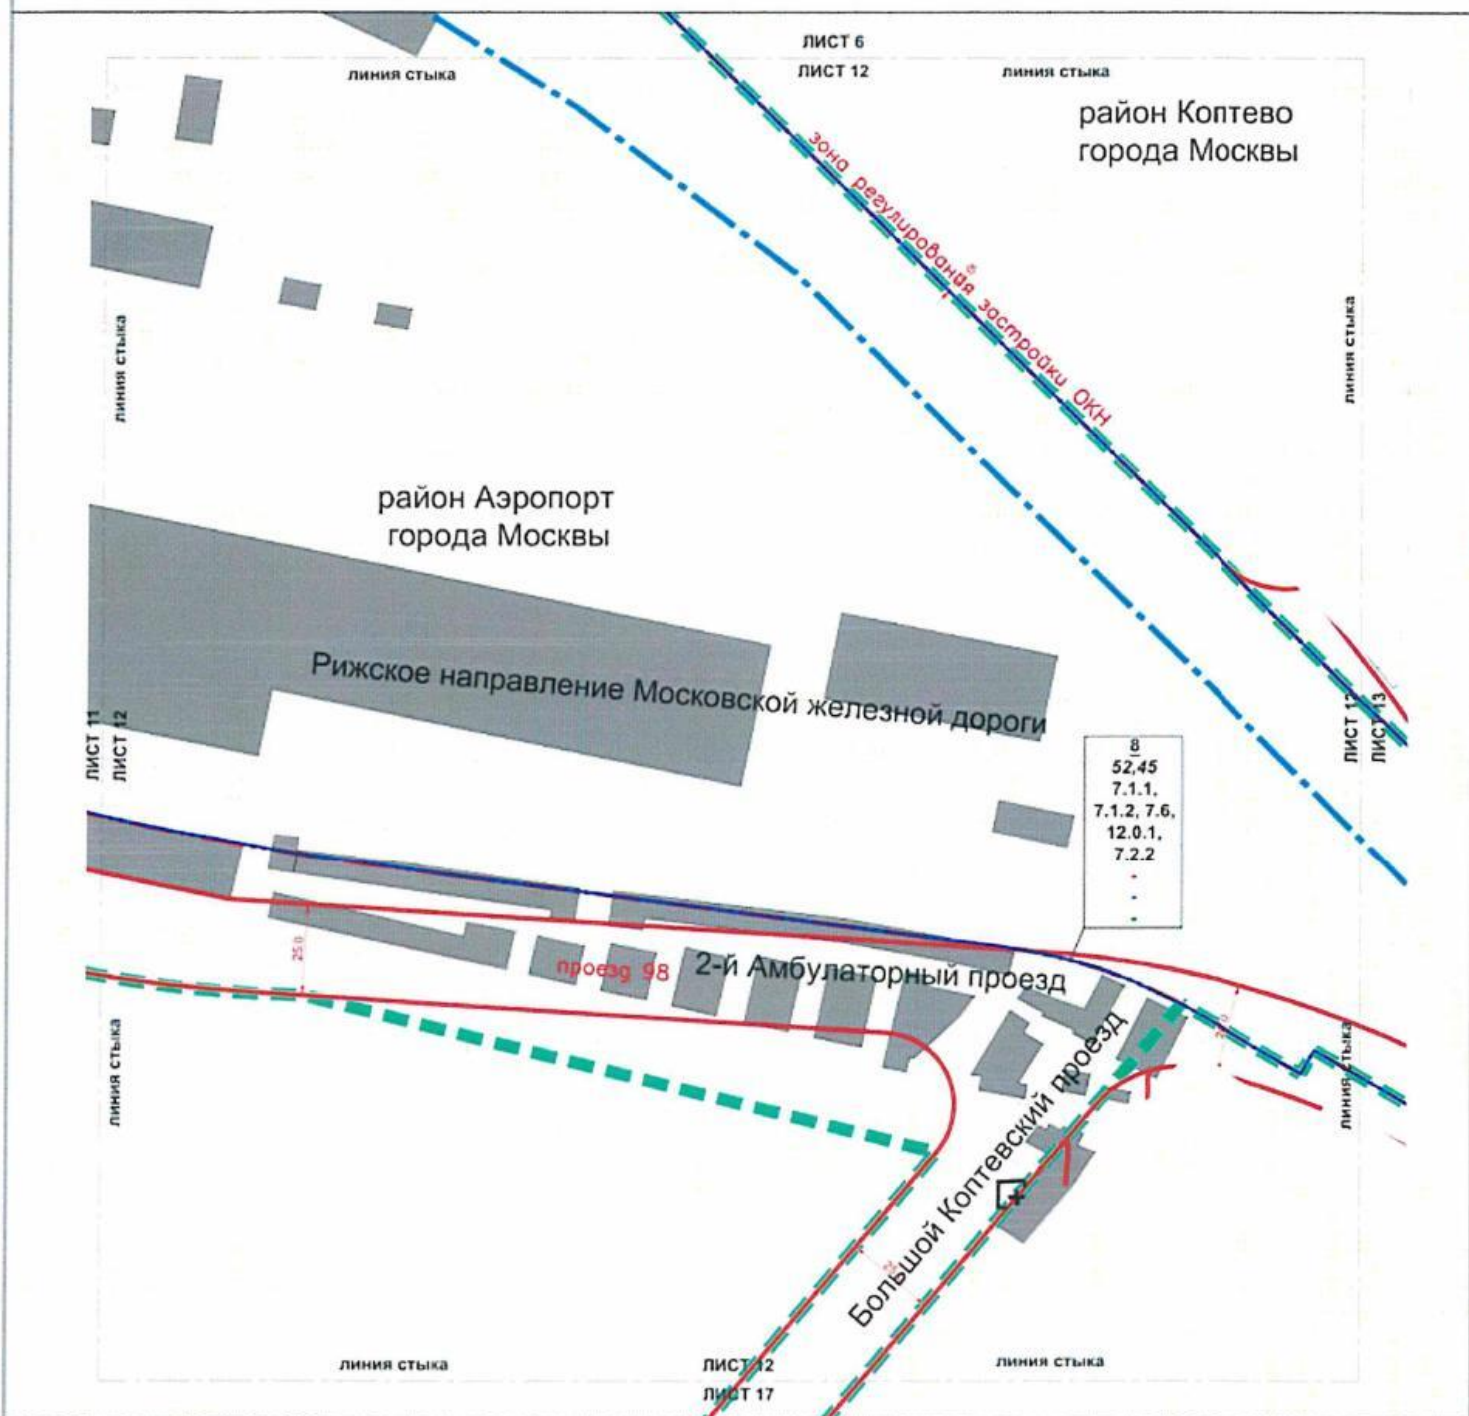 ЛИСТ 6
линия стыка
ЛИСТ 12
линия стыка
район Коптево
города Москвы
зона регулирования застройки ОКН
линия стыка
линия стыка
район Аэропорт
города Москвы
Рижское направление Московской железной дороги
ЛИСТ 11
ЛИСТ 12
ЛИСТ 12
ЛИСТ 13
8
52,45
7.1.1,
7.1.2, 7.6,
12.0.1,
7.2.2
-
-
-
25.0
проезд 98
2-й Амбулаторный проезд
Большой Коптевский проезд
линия стыка
линия стыка
линия стыка
ЛИСТ 12
линия стыка
ЛИСТ 17